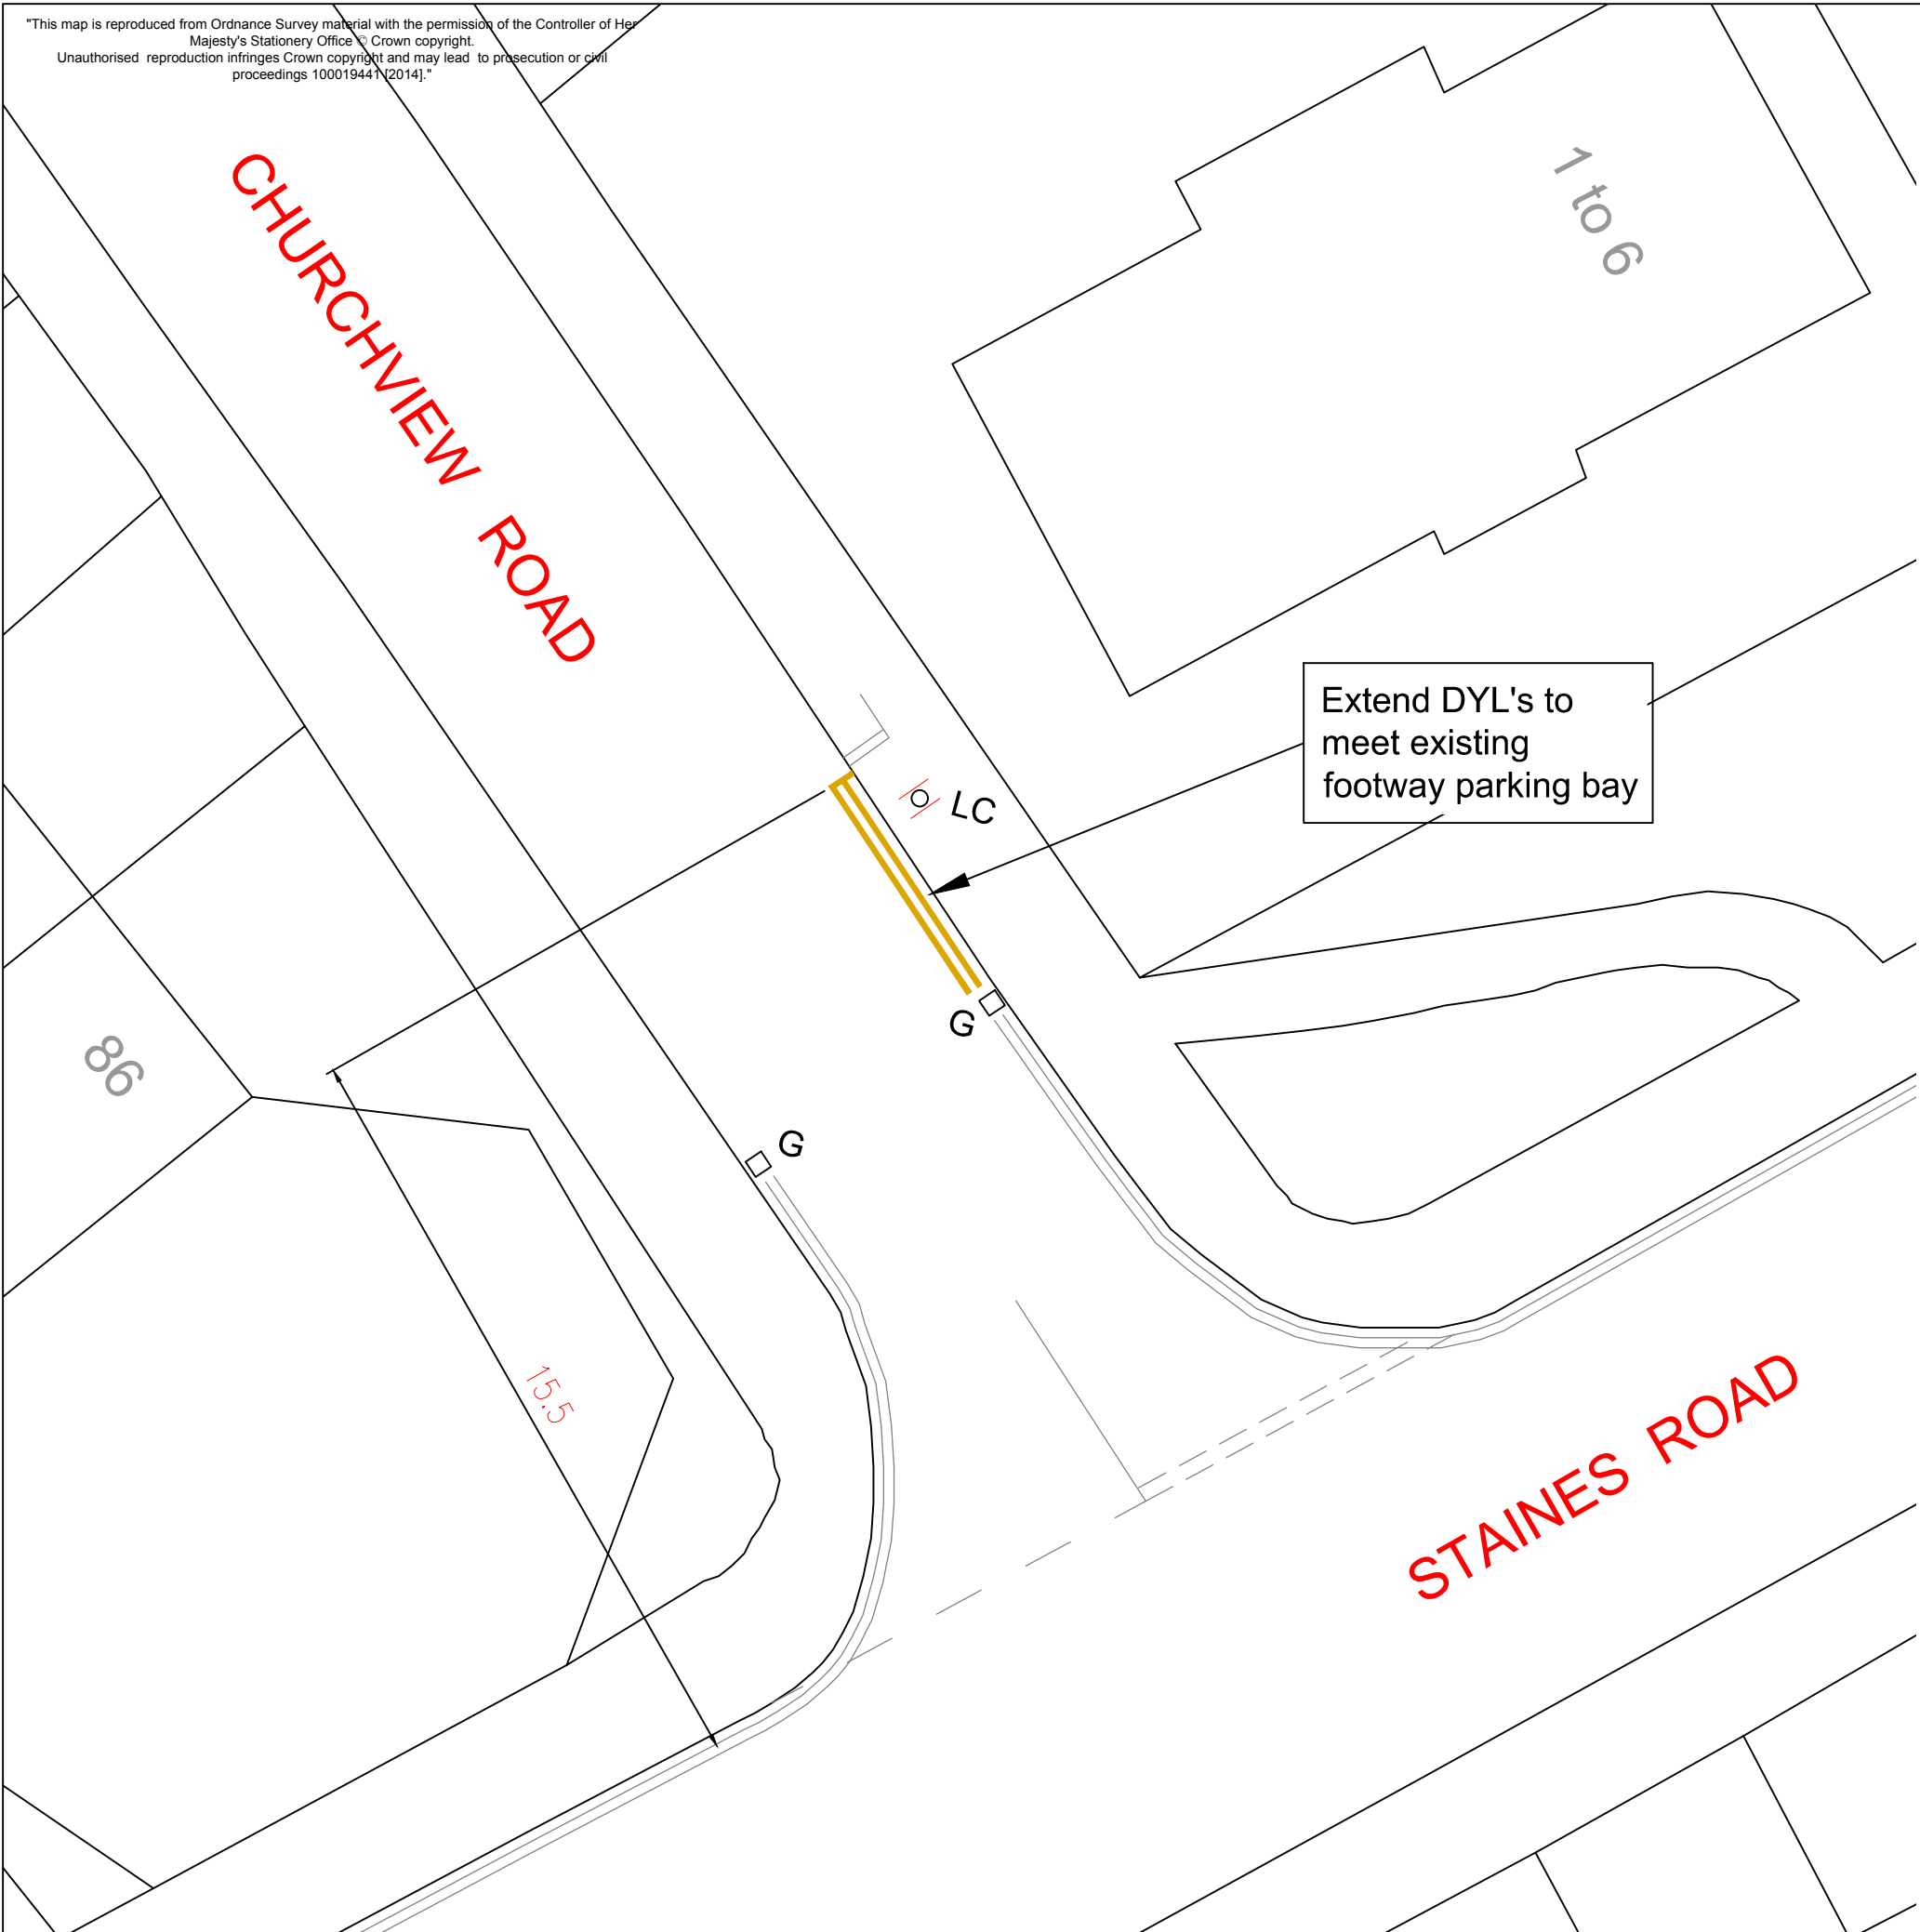 "This map is reproduced from Ordnance Survey material with the permission of the Controller of Her
Majesty's Stationery Office © Crown copyright.
Unauthorised reproduction infringes Crown copyright and may lead to prosecution or civil
proceedings 100019441 [2014]."
CHURCHVIEW ROAD
1 to 6
Extend DYL's to
meet existing
footway parking bay
LC
G
86
G
15.5
STAINES ROAD